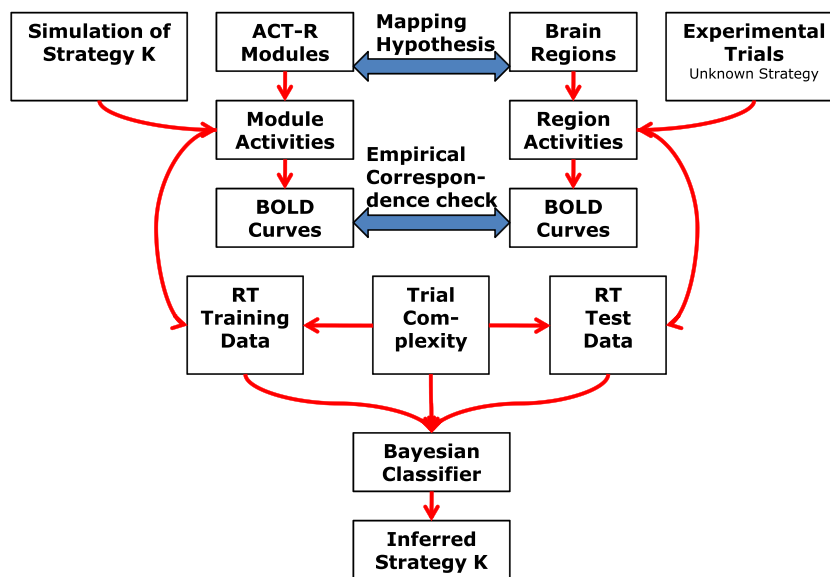 Simulation of
Strategy K
ACT-R
Modules
Mapping
Hypothesis
Brain
Regions
Experimental
Trials
Unknown Strategy
Module
Activities
Region
Activities
Empirical
Correspon-
dence check
BOLD
Curves
BOLD
Curves
RT
Training
Data
Trial
Com-
plexity
RT
Test
Data
Bayesian
Classifier
Inferred
Strategy K